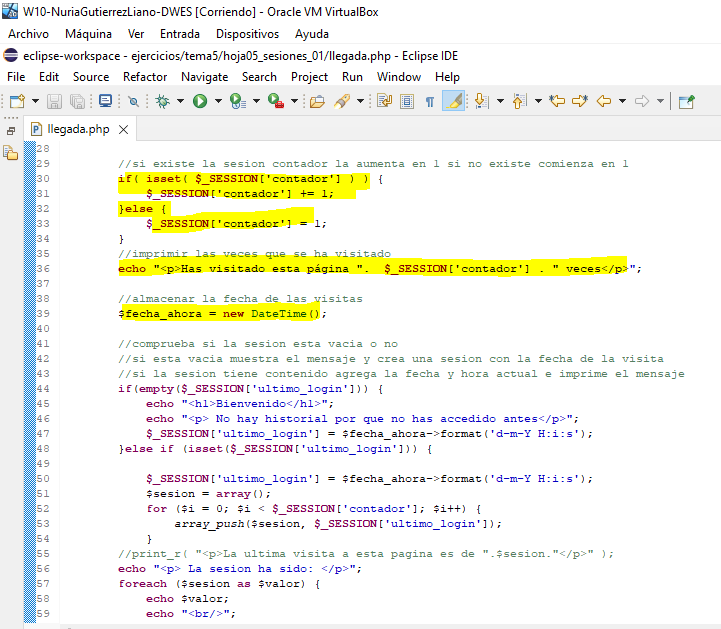 W10-NuriaGutierrezLiano-DWES [Corriendo] - Oracle VM VirtualBox
Archivo Máquina Ver Entrada Dispositivos Ayuda
eclipse-workspace - ejercicios/tema5/hoja05_sesiones_01/llegada.php - Eclipse IDE
File Edit Source Refactor Navigate Search Project Run Window Help
llegada.php
28
29 //si existe la sesion contador la aumenta en 1 si no existe comienza en 1
30 if( isset( $_SESSION['contador'] ) ) {
31 $_SESSION['contador'] += 1;
32 }else {
33 $_SESSION['contador'] = 1;
34 }
35 //imprimir las veces que se ha visitado
36 echo "<p>Has visitado esta página ". $_SESSION['contador'] . " veces</p>";
37
38 //almacenar la fecha de las visitas
39 $fecha_ahora = new DateTime();
40
41 //comprueba si la sesion esta vacia o no
42 //si esta vacia muestra el mensaje y crea una sesion con la fecha de la visita
43 //si la sesion tiene contenido agrega la fecha y hora actual e imprime el mensaje
44 if(empty($_SESSION['ultimo_login'])) {
45 echo "<h1>Bienvenido</h1>";
46 echo "<p> No hay historial por que no has accedido antes</p>";
47 $_SESSION['ultimo_login'] = $fecha_ahora->format('d-m-Y H:i:s');
48 }else if (isset($_SESSION['ultimo_login'])) {
49
50 $_SESSION['ultimo_login'] = $fecha_ahora->format('d-m-Y H:i:s');
51 $sesion = array();
52 for ($i = 0; $i < $_SESSION['contador']; $i++) {
53 array_push($sesion, $_SESSION['ultimo_login']);
54 }
55 //print_r( "<p>La ultima visita a esta pagina es de ".$sesion."</p>" );
56 echo "<p> La sesion ha sido: </p>";
57 foreach ($sesion as $valor) {
58 echo $valor;
59 echo "<br/>";